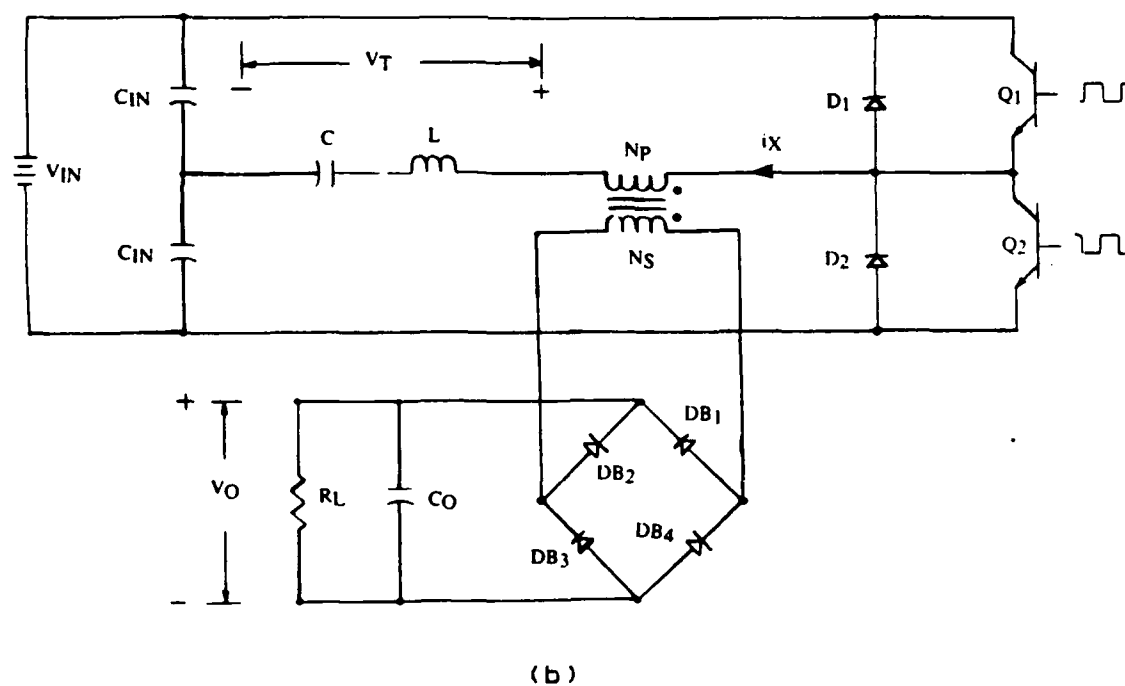 VT
- +
CIN
D1
Q1
C
L
NP
iX
VIN
CIN
NS
D2
Q2
+
DB1
DB2
VO
RL
CO
DB3
DB4
-
(b)